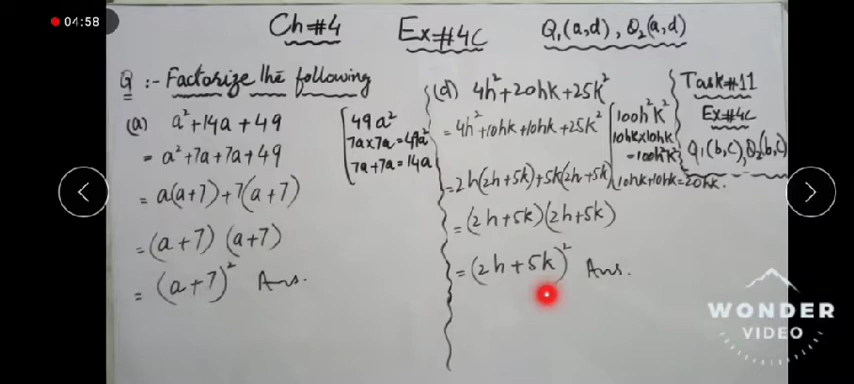 04:58
Ch#4 Ex#4C Q1(a,d), Q2(a,d)
Q :- Factorize the following
(a) a²+14a+49
= a²+7a+7a+49
= a(a+7)+7(a+7)
= (a+7) (a+7)
= (a+7)² Ans.
49a²
7a×7a=49a²
7a+7a=14a
(d) 4h²+20hk+25k²
= 4h²+10hk+10hk+25k²
= 2h(2h+5k)+5k(2h+5k)
= (2h+5k)(2h+5k)
= (2h+5k)² Ans.
100h²k²
10hk×10hk
=100h²k²
10hk+10hk=20hk.
Task#11
Ex#4C
Q1(b,c), Q2(b,c)
WONDER
VIDEO